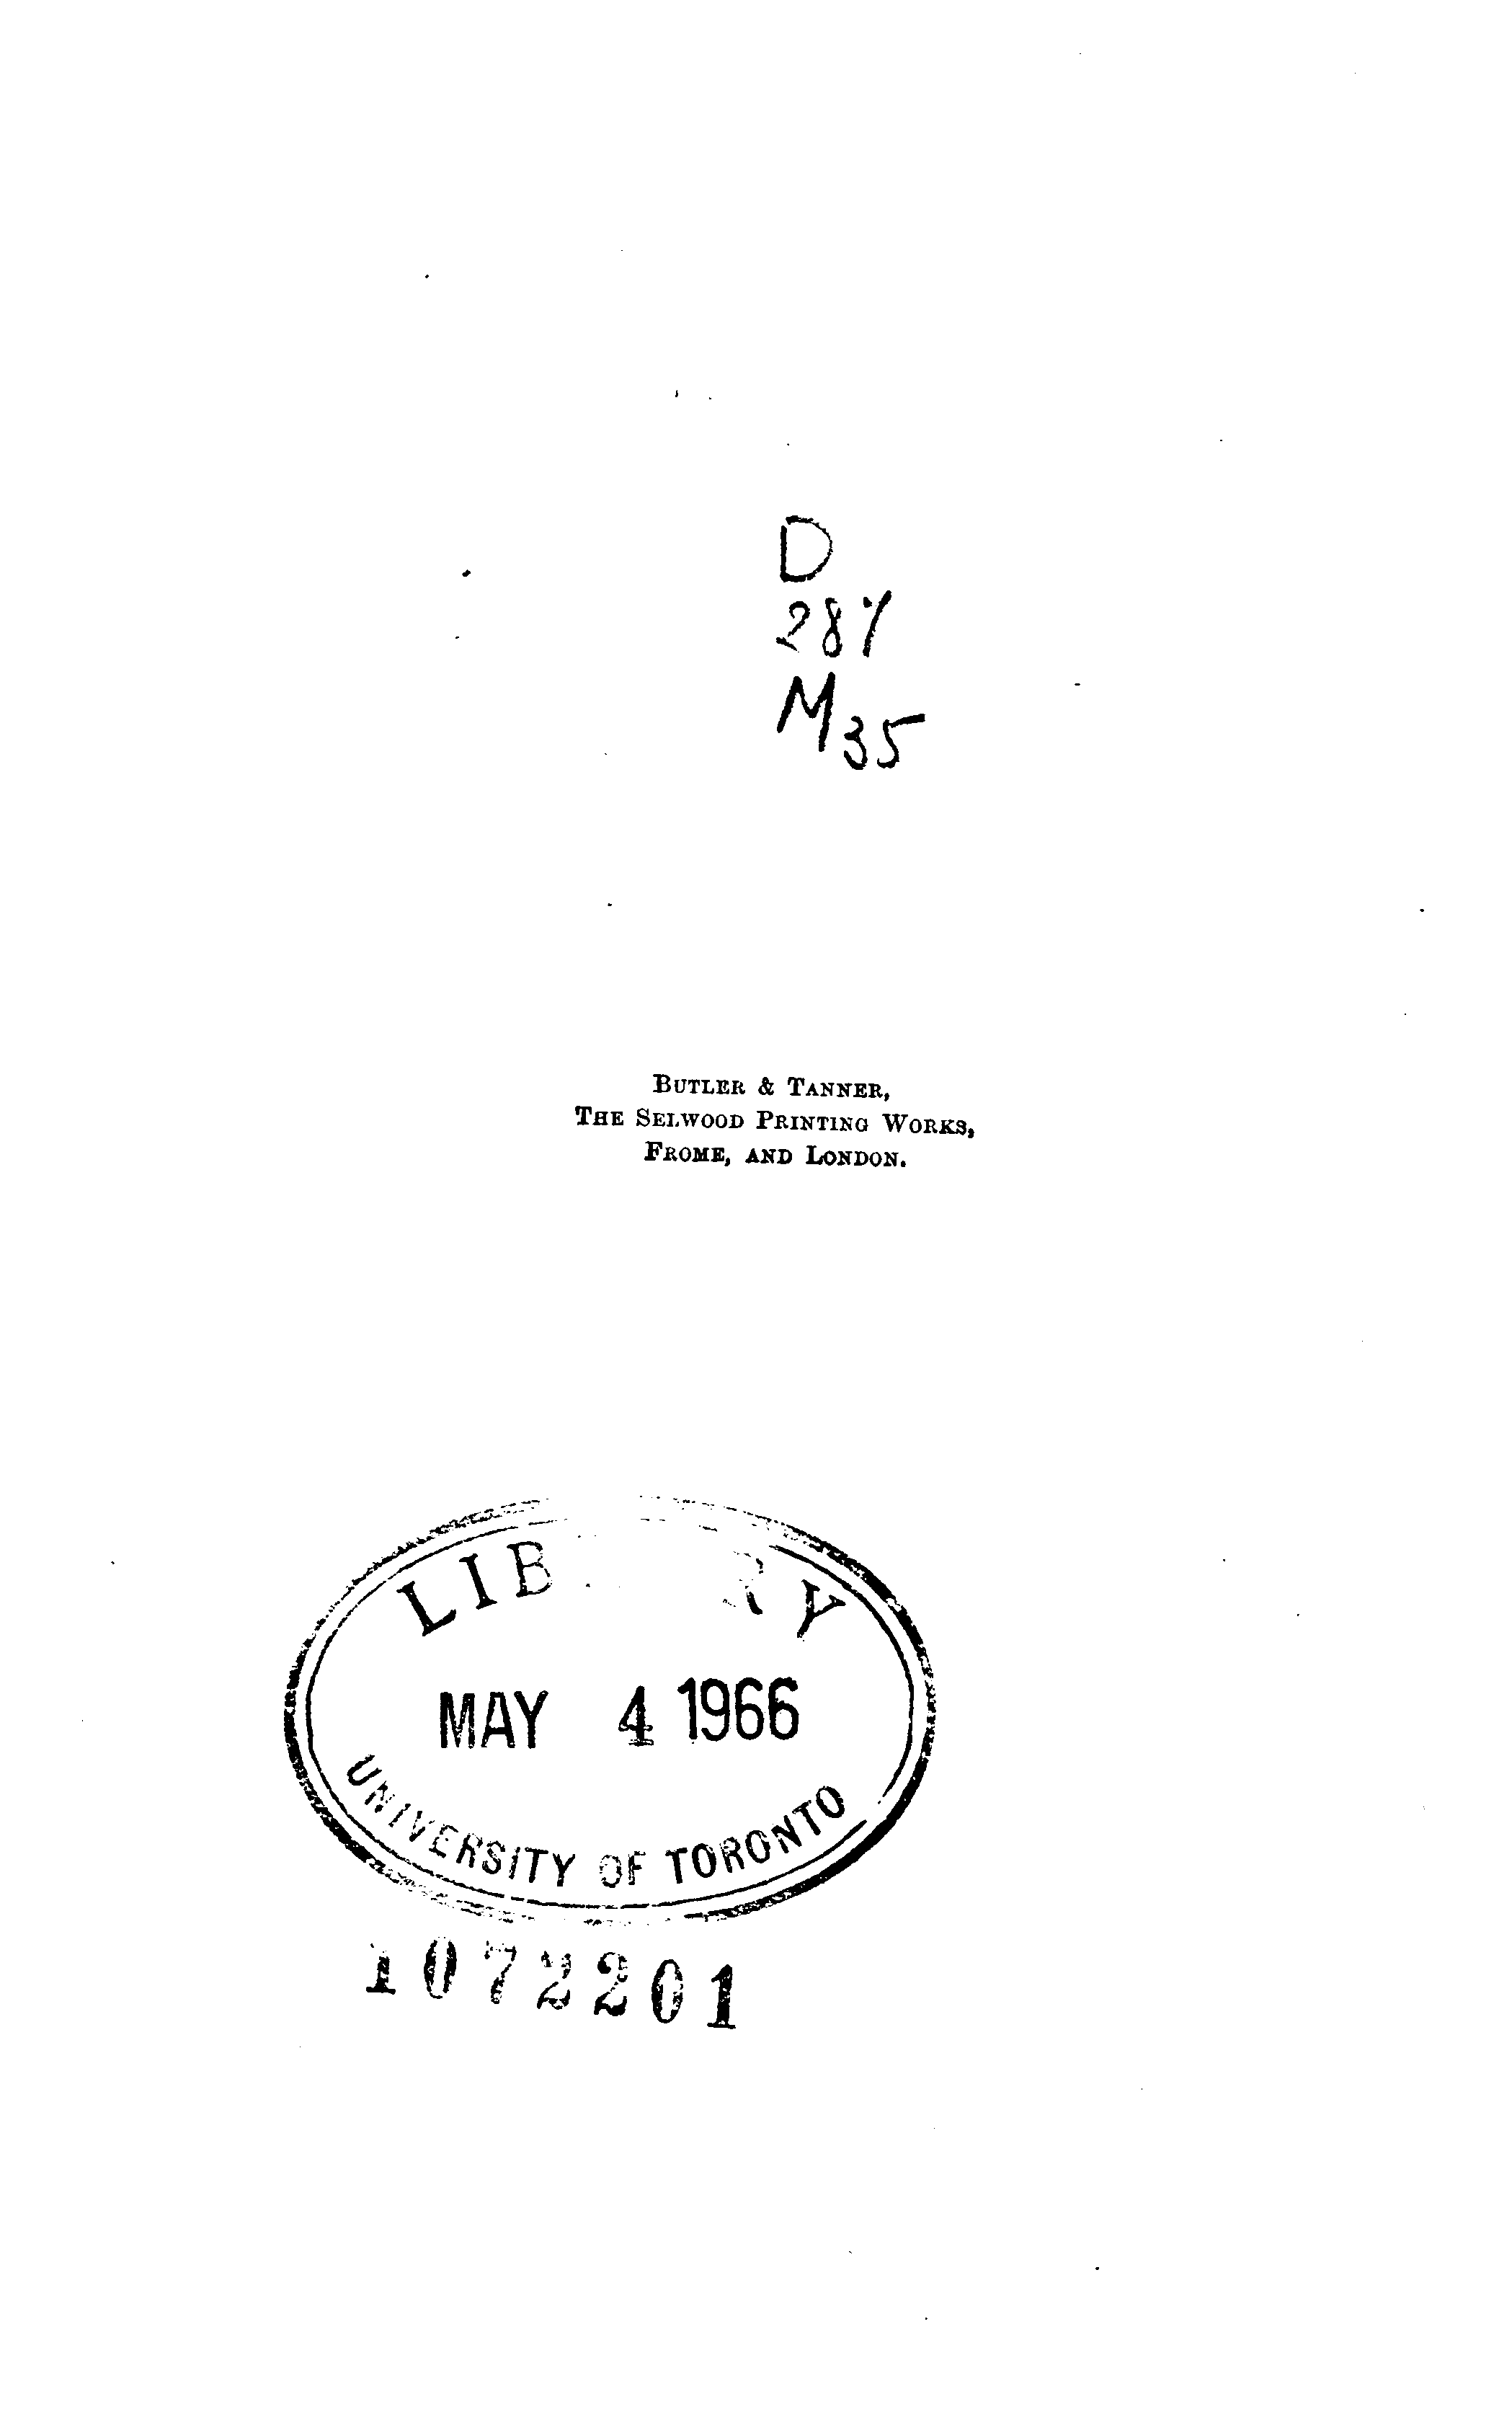 D
287
M35
BUTLER & TANNER,
THE SELWOOD PRINTING WORKS,
FROME, AND LONDON.
LIB RY
MAY 4 1966
UNIVERSITY OF TORONTO
1072201